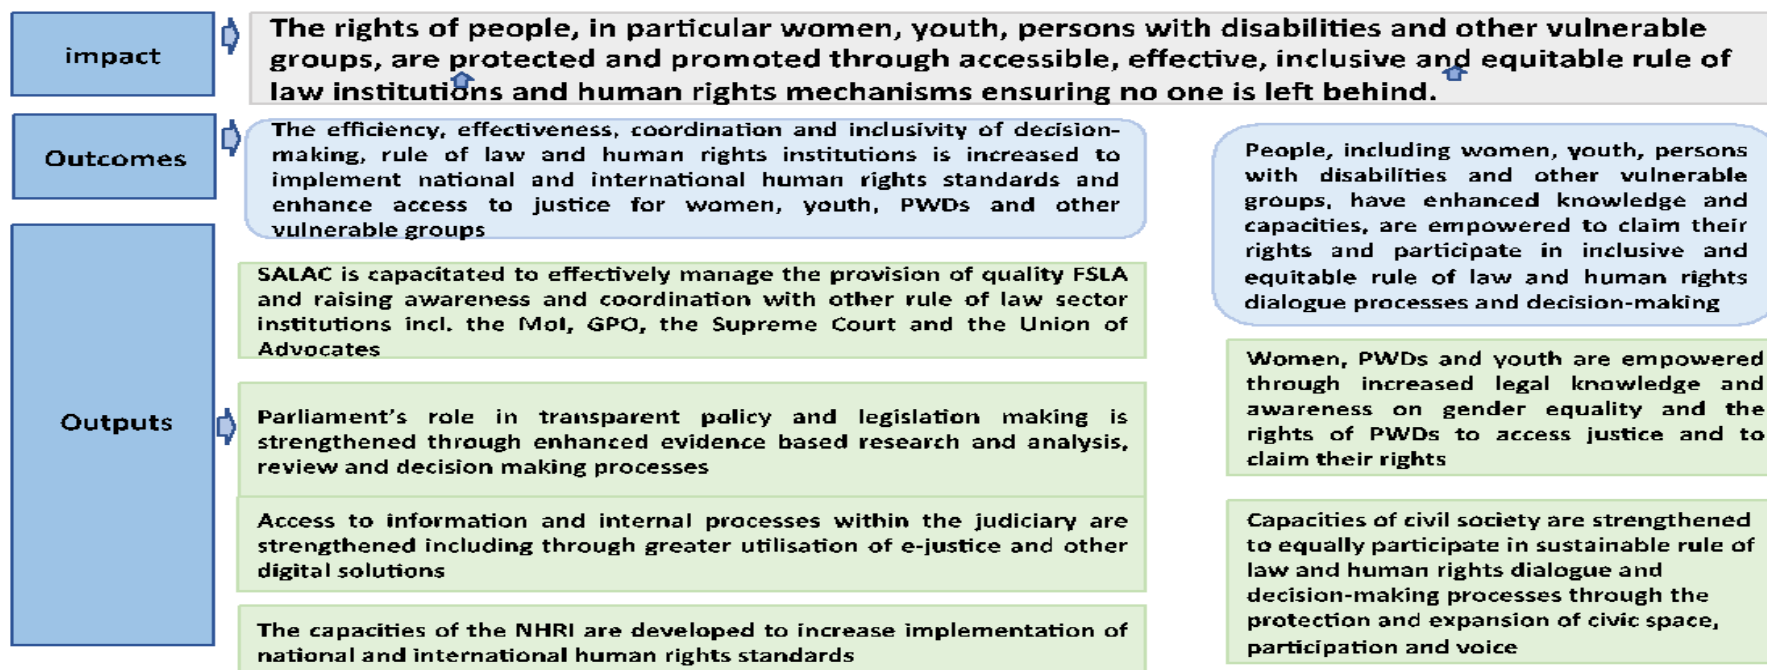 impact
The rights of people, in particular women, youth, persons with disabilities and other vulnerable
groups, are protected and promoted through accessible, effective, inclusive and equitable rule of
law institutions and human rights mechanisms ensuring no one is left behind.
Outcomes
The efficiency, effectiveness, coordination and inclusivity of decision-
making, rule of law and human rights institutions is increased to
implement national and international human rights standards and
enhance access to justice for women, youth, PWDs and other
vulnerable groups
People, including women, youth, persons
with disabilities and other vulnerable
groups, have enhanced knowledge and
capacities, are empowered to claim their
rights and participate in inclusive and
equitable rule of law and human rights
dialogue processes and decision-making
Outputs
SALAC is capacitated to effectively manage the provision of quality FSLA
and raising awareness and coordination with other rule of law sector
institutions incl. the MoI, GPO, the Supreme Court and the Union of
Advocates
Parliament's role in transparent policy and legislation making is
strengthened through enhanced evidence based research and analysis,
review and decision making processes
Access to information and internal processes within the judiciary are
strengthened including through greater utilisation of e-justice and other
digital solutions
The capacities of the NHRI are developed to increase implementation of
national and international human rights standards
Women, PWDs and youth are empowered
through increased legal knowledge and
awareness on gender equality and the
rights of PWDs to access justice and to
claim their rights
Capacities of civil society are strengthened
to equally participate in sustainable rule of
law and human rights dialogue and
decision-making processes through the
protection and expansion of civic space,
participation and voice